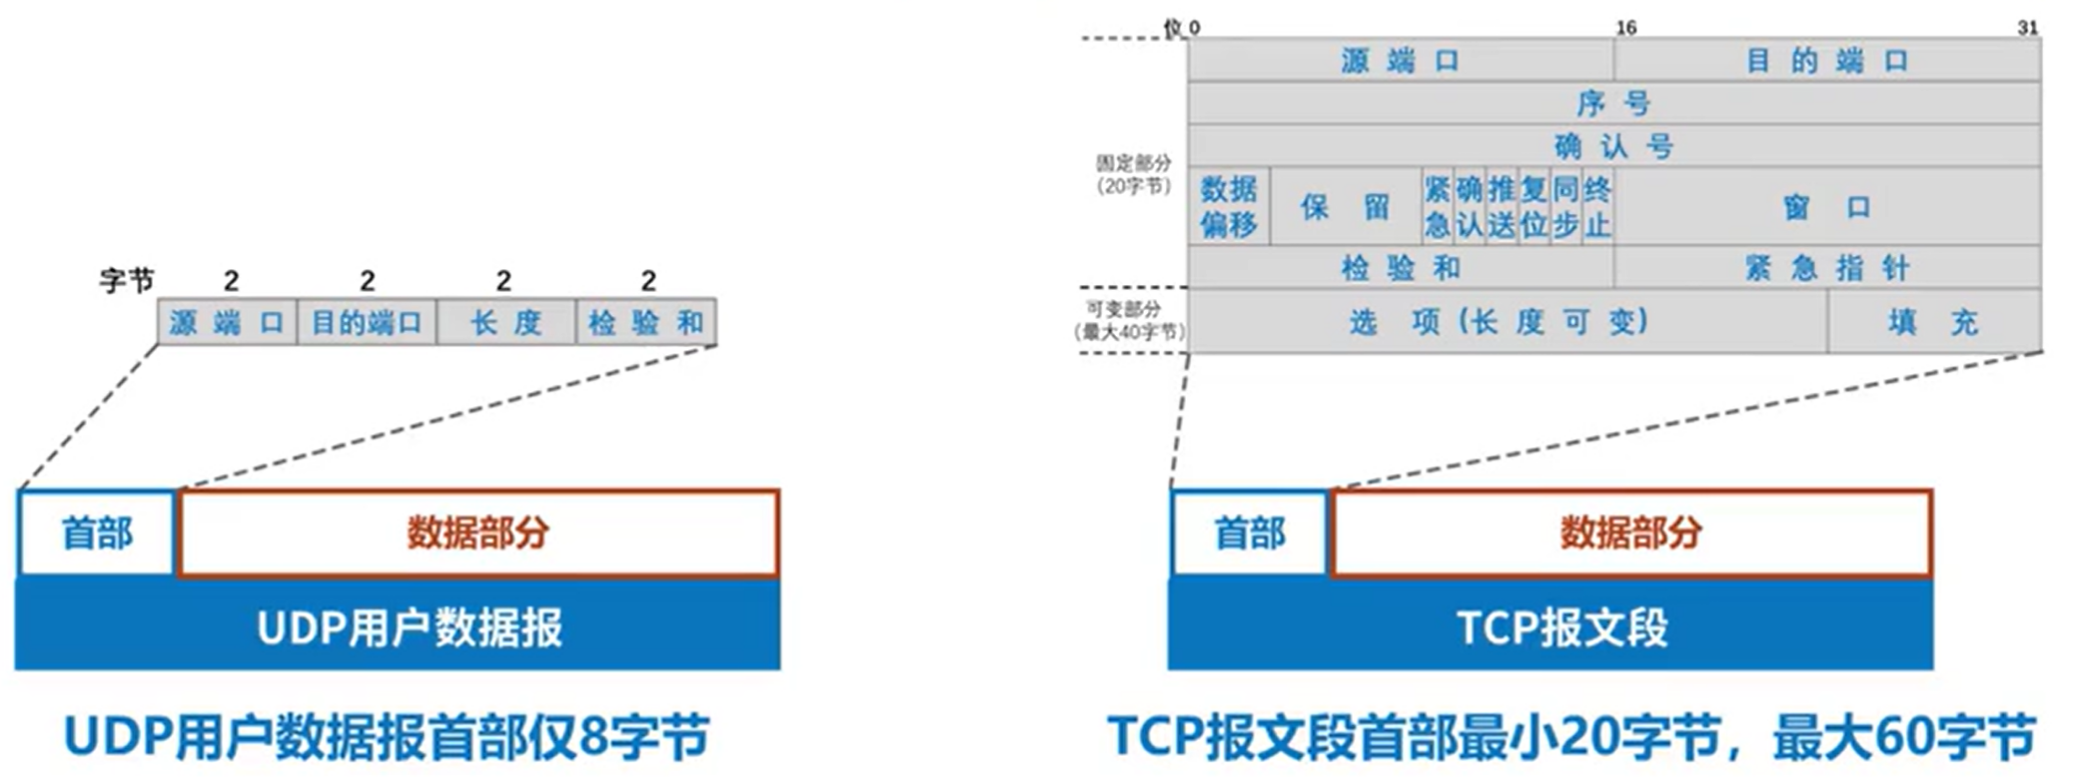 字节 2 2 2 2
源端口 目的端口 长度 检验和
首部 数据部分
UDP用户数据报
UDP用户数据报首部仅8字节
位 0 16 31
源端口 目的端口
序号
确认号
固定部分
（20字节）
数据偏移 保留 紧急 确认 推送 复位 同步 终止 窗口
检验和 紧急指针
可变部分
（最大40字节）
选项（长度可变） 填充
首部 数据部分
TCP报文段
TCP报文段首部最小20字节，最大60字节